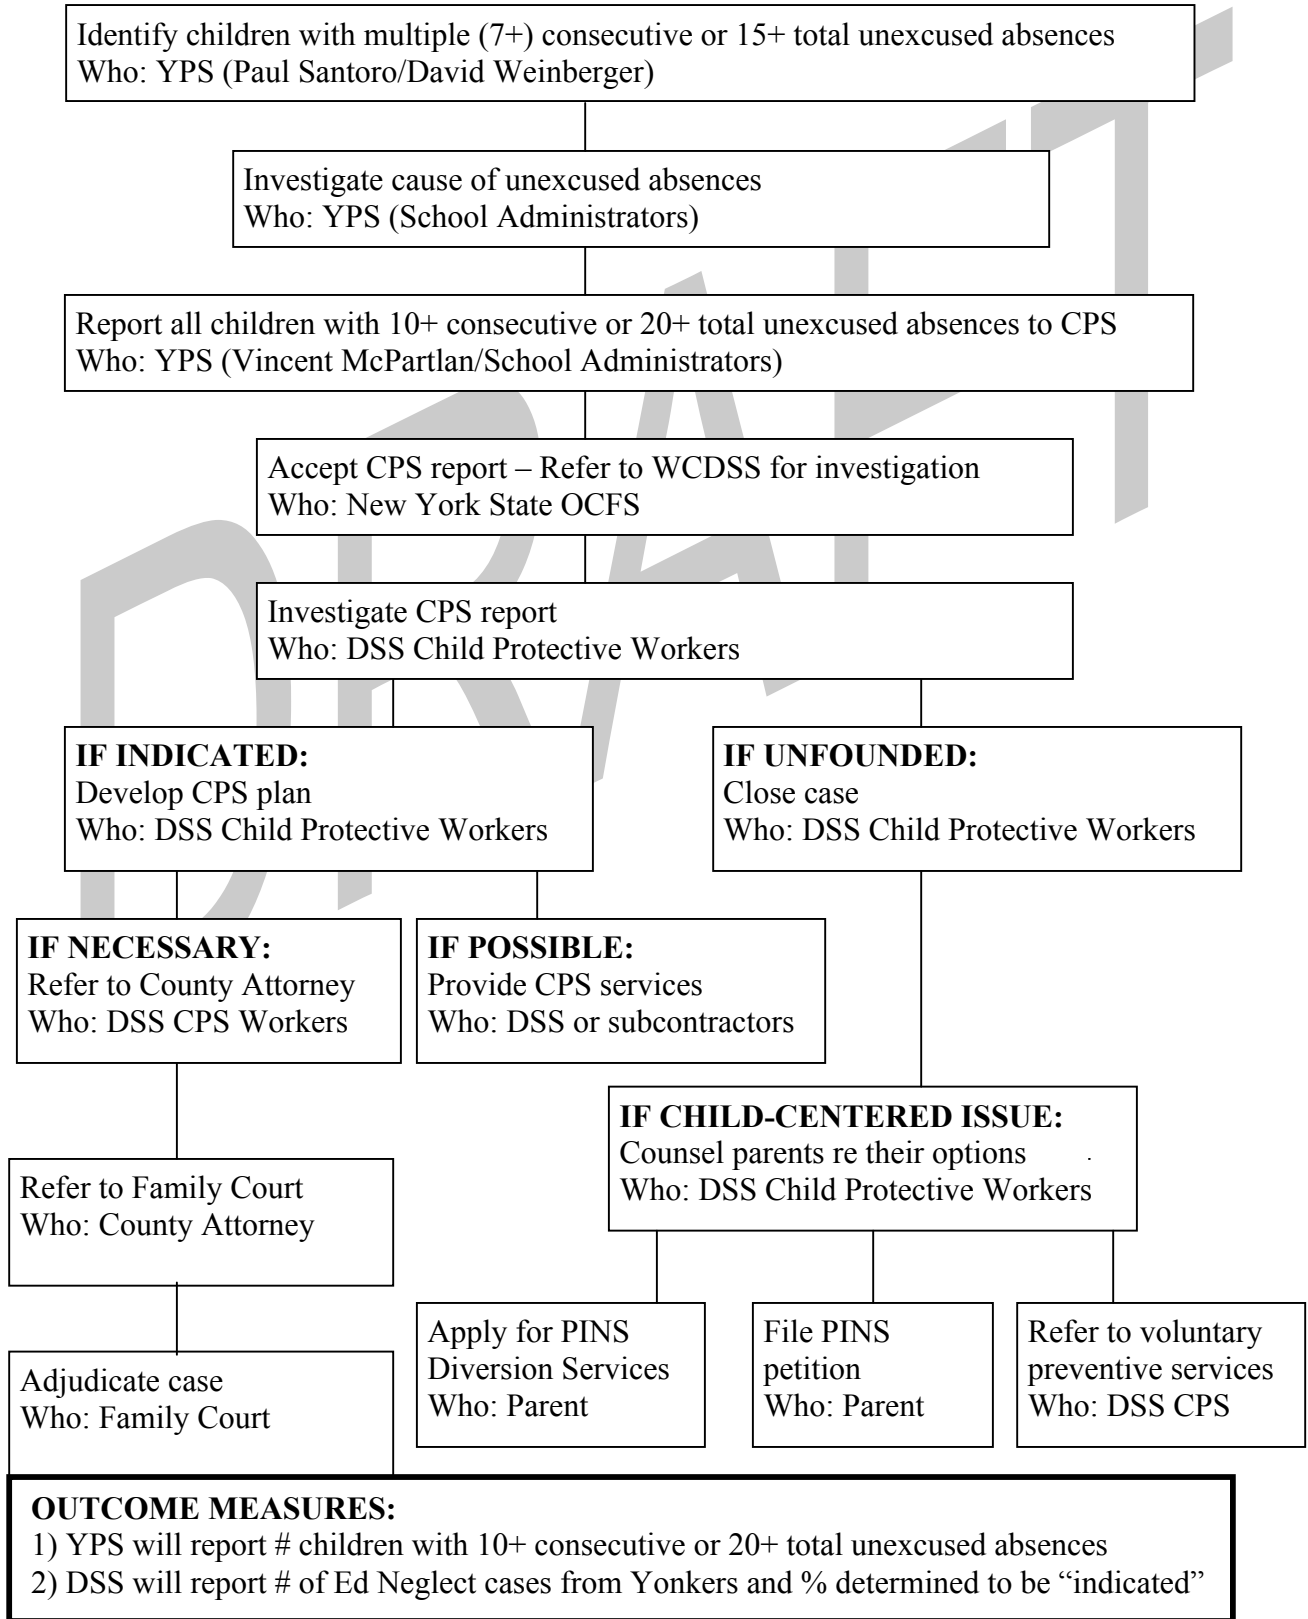 Identify children with multiple (7+) consecutive or 15+ total unexcused absences
Who: YPS (Paul Santoro/David Weinberger)
Investigate cause of unexcused absences
Who: YPS (School Administrators)
Report all children with 10+ consecutive or 20+ total unexcused absences to CPS
Who: YPS (Vincent McPartlan/School Administrators)
Accept CPS report – Refer to WCDSS for investigation
Who: New York State OCFS
Investigate CPS report
Who: DSS Child Protective Workers
IF INDICATED:
Develop CPS plan
Who: DSS Child Protective Workers
IF UNFOUNDED:
Close case
Who: DSS Child Protective Workers
IF NECESSARY:
Refer to County Attorney
Who: DSS CPS Workers
IF POSSIBLE:
Provide CPS services
Who: DSS or subcontractors
IF CHILD-CENTERED ISSUE:
Counsel parents re their options .
Who: DSS Child Protective Workers
Refer to Family Court
Who: County Attorney
Apply for PINS
Diversion Services
Who: Parent
File PINS
petition
Who: Parent
Refer to voluntary
preventive services
Who: DSS CPS
Adjudicate case
Who: Family Court
OUTCOME MEASURES:
1) YPS will report # children with 10+ consecutive or 20+ total unexcused absences
2) DSS will report # of Ed Neglect cases from Yonkers and % determined to be “indicated”
DRAFT